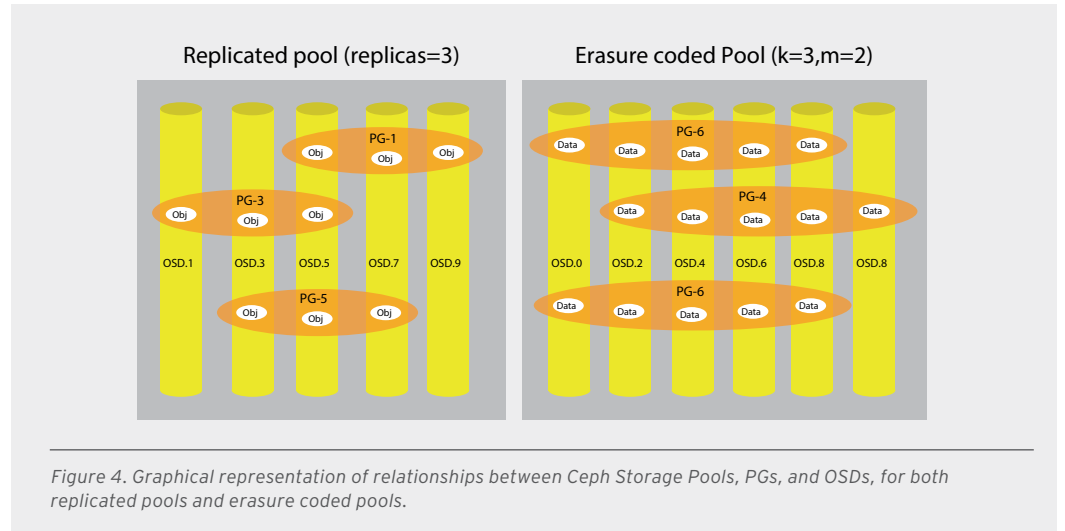 Replicated pool (replicas=3)
PG-1
Obj
Obj
Obj
PG-3
Obj
Obj
Obj
OSD.1 OSD.3 OSD.5 OSD.7 OSD.9
PG-5
Obj
Obj
Obj
Erasure coded Pool (k=3,m=2)
PG-6
Data
Data
Data
Data
Data
PG-4
Data
Data
Data
Data
Data
OSD.0 OSD.2 OSD.4 OSD.6 OSD.8 OSD.8
PG-6
Data
Data
Data
Data
Data
Figure 4. Graphical representation of relationships between Ceph Storage Pools, PGs, and OSDs, for both
replicated pools and erasure coded pools.